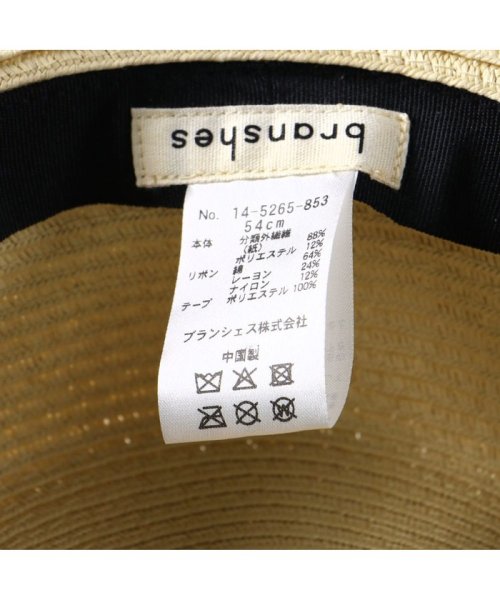 branshes
No. 14-5265-853
54cm
本体 分類外繊維 88%
(紙)
ポリエステル 12%
リボン 綿 64%
レーヨン 24%
ナイロン 12%
テープ ポリエステル 100%
ブランシェス株式会社
中国製
W